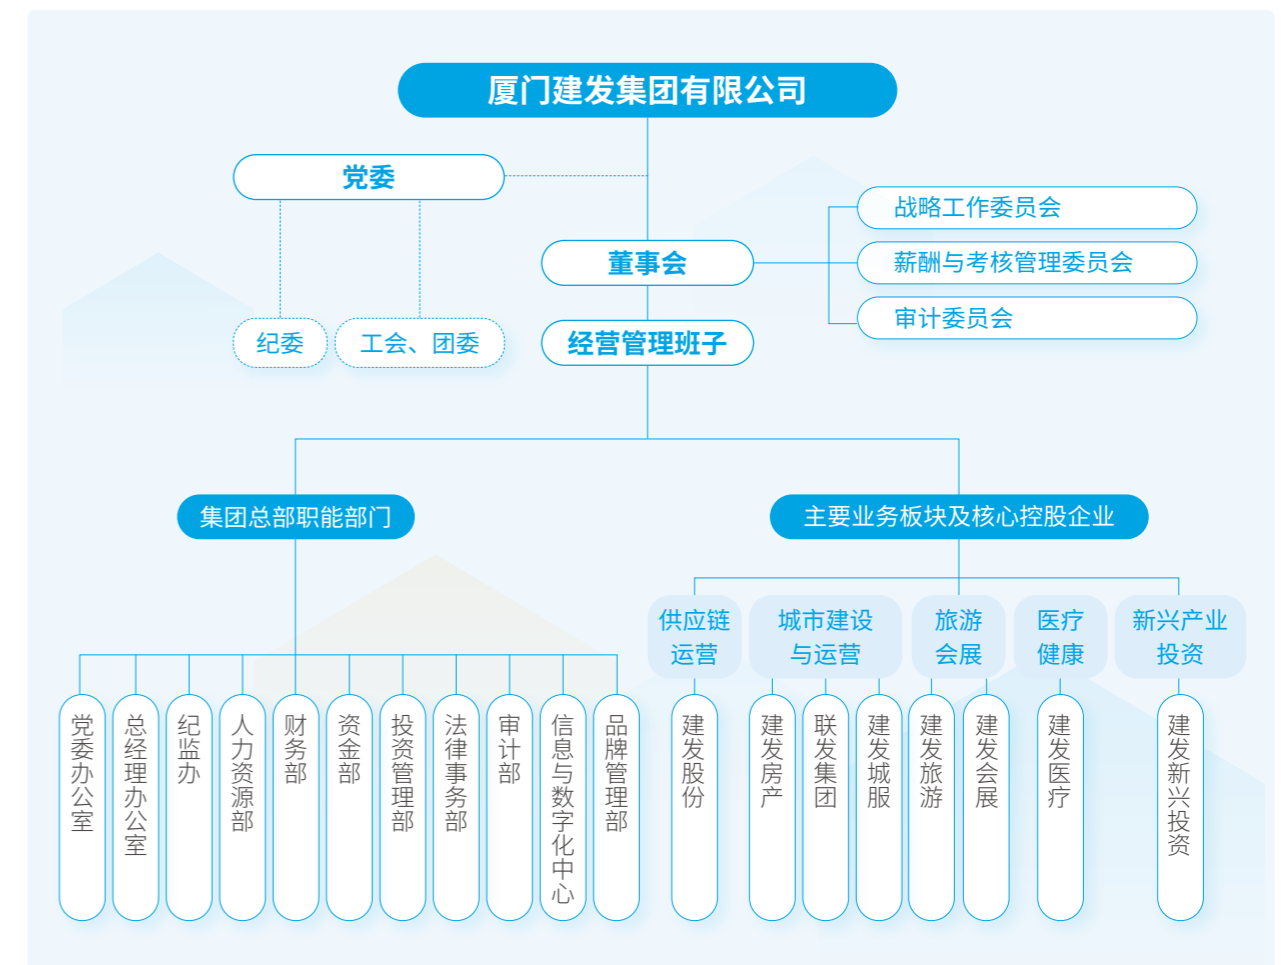 厦门建发集团有限公司
党委
董事会
战略工作委员会
薪酬与考核管理委员会
审计委员会
纪委
工会、团委
经营管理班子
集团总部职能部门
主要业务板块及核心控股企业
供应链
运营
城市建设
与运营
旅游
会展
医疗
健康
新兴产业
投资
党委办公室
总经理办公室
纪监办
人力资源部
财务部
资金部
投资管理部
法律事务部
审计部
信息与数字化中心
品牌管理部
建发股份
建发房产
联发集团
建发城服
建发旅游
建发会展
建发医疗
建发新兴投资